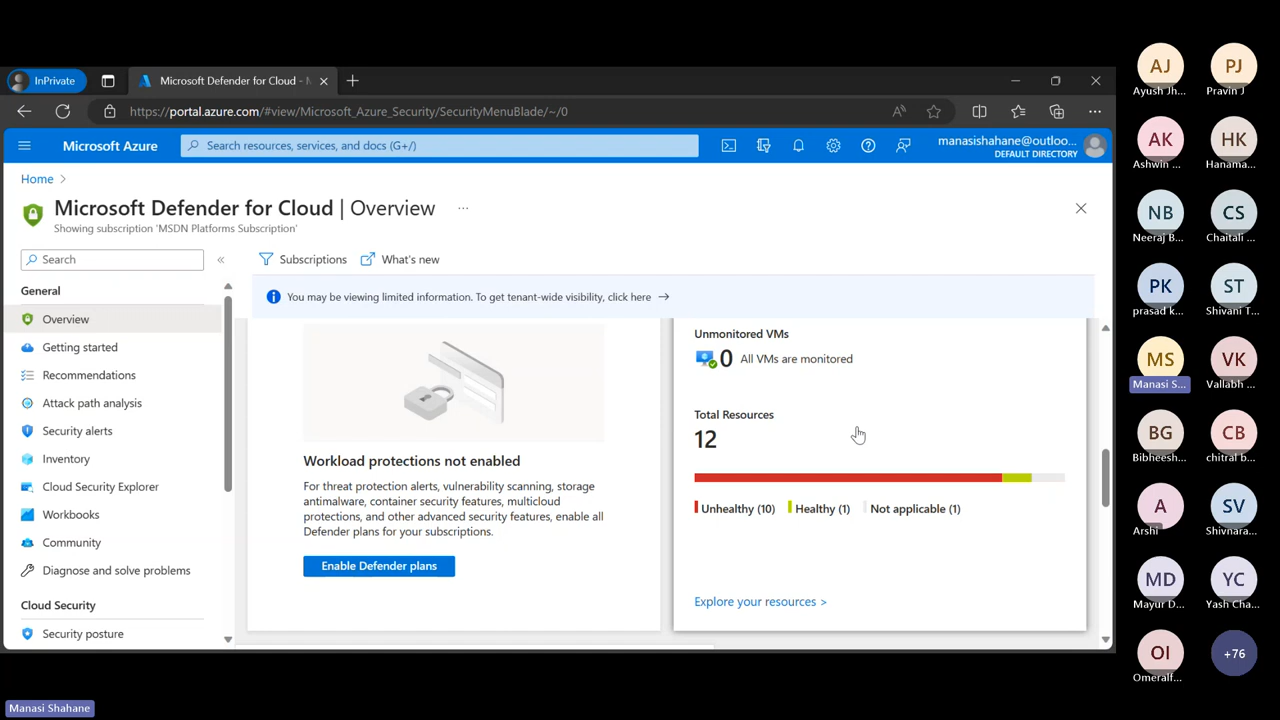 InPrivate
Microsoft Defender for Cloud - M
https://portal.azure.com/#view/Microsoft_Azure_Security/SecurityMenuBlade/~/0
Microsoft Azure
Search resources, services, and docs (G+/)
manasishahane@outloo...
DEFAULT DIRECTORY
Home
Microsoft Defender for Cloud | Overview ...
Showing subscription 'MSDN Platforms Subscription'
Search
Subscriptions
What's new
You may be viewing limited information. To get tenant-wide visibility, click here →
General
Overview
Getting started
Recommendations
Attack path analysis
Security alerts
Inventory
Cloud Security Explorer
Workbooks
Community
Diagnose and solve problems
Cloud Security
Security posture
Workload protections not enabled
For threat protection alerts, vulnerability scanning, storage
antimalware, container security features, multicloud
protections, and other advanced security features, enable all
Defender plans for your subscriptions.
Enable Defender plans
Unmonitored VMs
0 All VMs are monitored
Total Resources
12
Unhealthy (10) Healthy (1) Not applicable (1)
Explore your resources >
AJ
Ayush Jh...
PJ
Pravin J
AK
Ashwin ...
HK
Hanama...
NB
Neeraj B...
CS
Chaitali ...
PK
prasad k...
ST
Shivani T...
MS
Manasi S...
VK
Vallabh ...
BG
Bibheesh...
CB
chitral b...
A
Arshi
SV
Shivnara...
MD
Mayur D...
YC
Yash Cha...
OI
Omeralf...
+76
Manasi Shahane